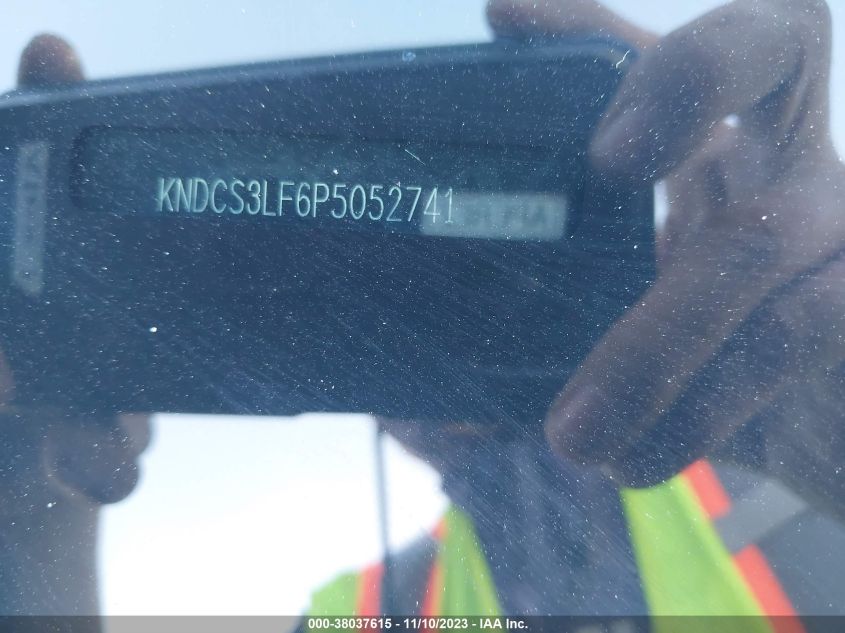 KNDCS3LF6P5052741
000-38037615 - 11/10/2023 - IAA Inc.